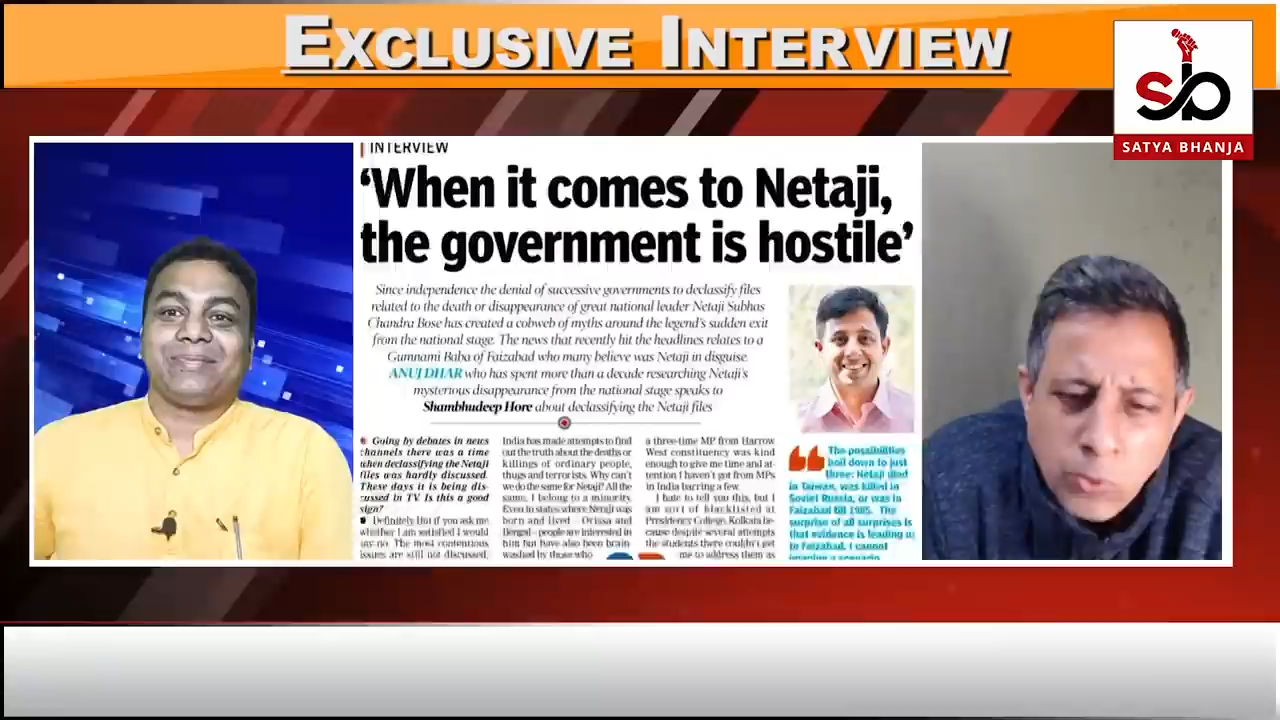 EXCLUSIVE INTERVIEW
sb
SATYA BHANJA
INTERVIEW
‘When it comes to Netaji,
the government is hostile’
Since independence the denial of successive governments to declassify files
related to the death or disappearance of great national leader Netaji Subhas
Chandra Bose has created a cobweb of myths around the legend's sudden exit
from the national stage. The news that recently hit the headlines relates to a
Gumnami Baba of Faizabad who many believe was Netaji in disguise.
ANUJ DHAR who has spent more than a decade researching Netaji's
mysterious disappearance from the national stage speaks to
Shambhudeep Hore about declassifying the Netaji files
Going by debates in news
channels there was a time
when declassifying the Netaji
files was hardly discussed.
These days it is being dis-
cussed in TV. Is this a good
sign?
Definitely. But if you ask me
whether I am satisfied I would
say no. The most contentious
issues are still not discussed.
India has made attempts to find
out the truth about the deaths or
killings of ordinary people,
thugs and terrorists. Why can't
we do the same for Netaji? All the
same, I belong to a minority.
Even in states where Netaji was
born and lived - Orissa and
Bengal - people are interested in
him but have also been brain-
washed by those who
a three-time MP from Harrow
West constituency was kind
enough to give me time and at-
tention I haven't got from MPs
in India barring a few.
I hate to tell you this, but I
am sort of blacklisted at
Presidency College, Kolkata be-
cause despite several attempts
the students there couldn't get
me to address them as
The possibilities
boil down to just
three: Netaji died
in Taiwan, was killed in
Soviet Russia, or was in
Faizabad till 1985. The
surprise of all surprises is
that evidence is leading us
to Faizabad. I cannot
imagine a scenario